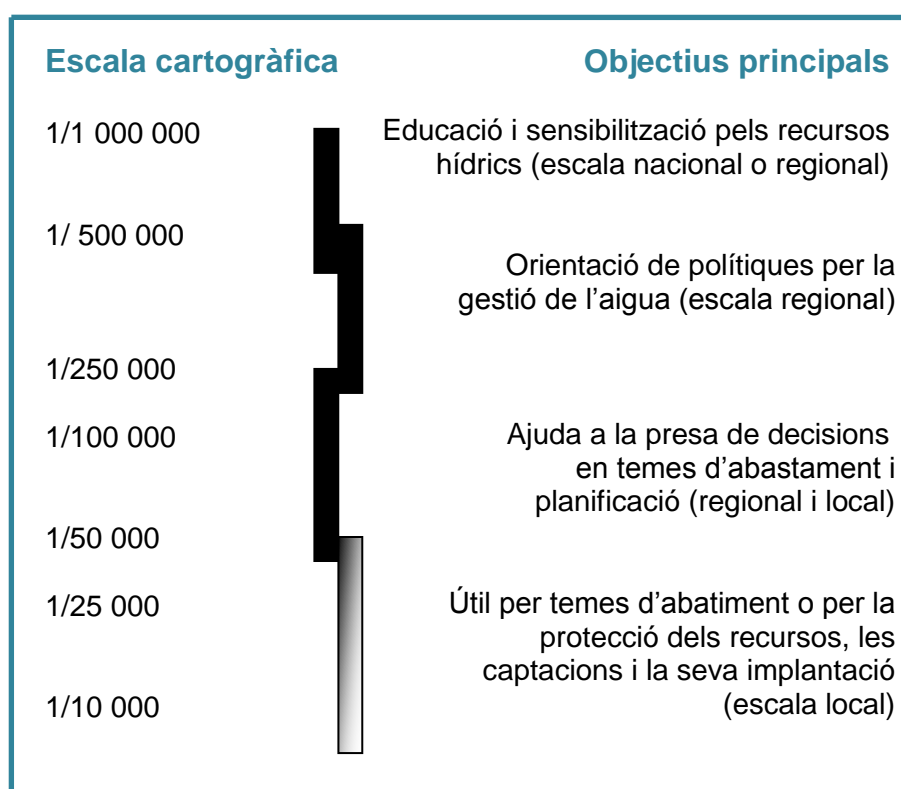 Escala cartogràfica
Objectius principals
1/1 000 000
Educació i sensibilització pels recursos
hídrics (escala nacional o regional)
1/ 500 000
Orientació de polítiques per la
gestió de l’aigua (escala regional)
1/250 000
1/100 000
Ajuda a la presa de decisions
en temes d’abastament i
planificació (regional i local)
1/50 000
1/25 000
Útil per temes d’abatiment o per la
protecció dels recursos, les
captacions i la seva implantació
(escala local)
1/10 000